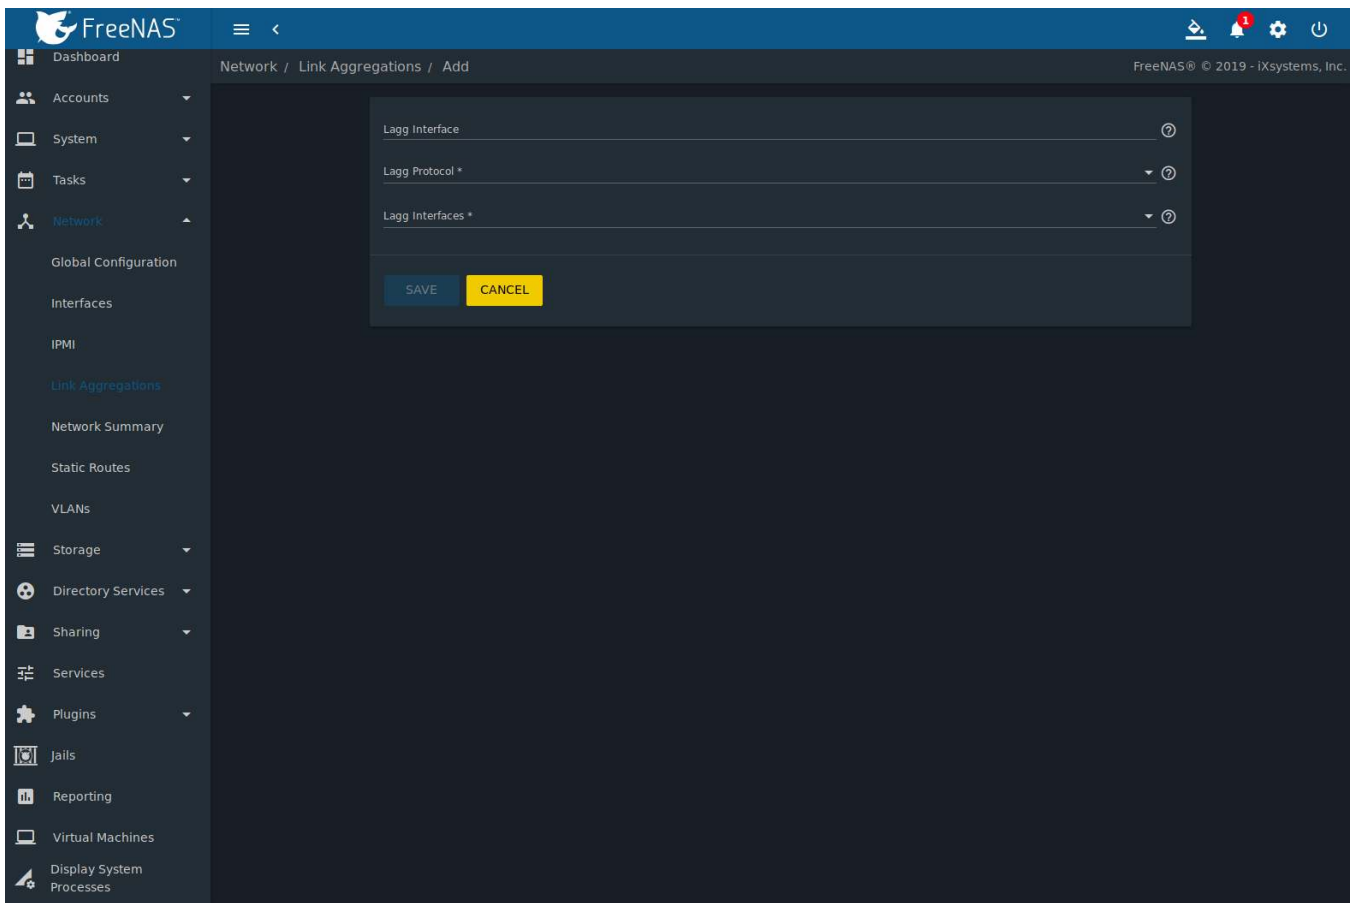 FreeNAS™
1
Dashboard
Network / Link Aggregations / Add
FreeNAS® © 2019 - iXsystems, Inc.
Accounts
System
Tasks
Network
Global Configuration
Interfaces
IPMI
Link Aggregations
Network Summary
Static Routes
VLANs
Storage
Directory Services
Sharing
Services
Plugins
Jails
Reporting
Virtual Machines
Display System
Processes
Lagg Interface
Lagg Protocol *
Lagg Interfaces *
SAVE
CANCEL